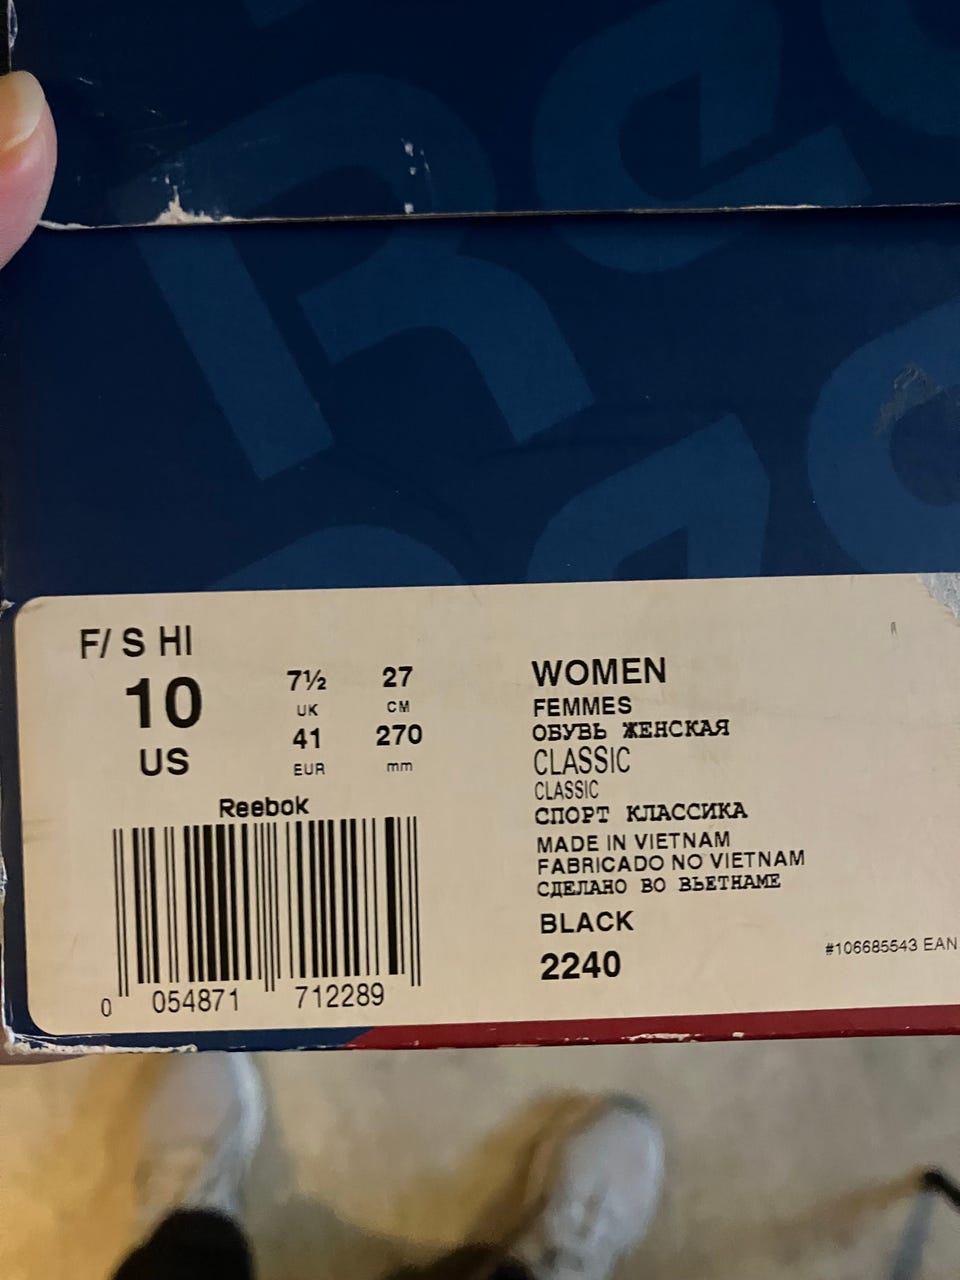 F/ S HI
10
US
7½
UK
41
EUR
27
CM
270
mm
Reebok
0 054871 712289
WOMEN
FEMMES
ОБУВЬ ЖЕНСКАЯ
CLASSIC
CLASSIC
СПОРТ КЛАССИКА
MADE IN VIETNAM
FABRICADO NO VIETNAM
СДЕЛАНО ВО ВЬЕТНАМЕ
BLACK
2240
#106685543 EAN